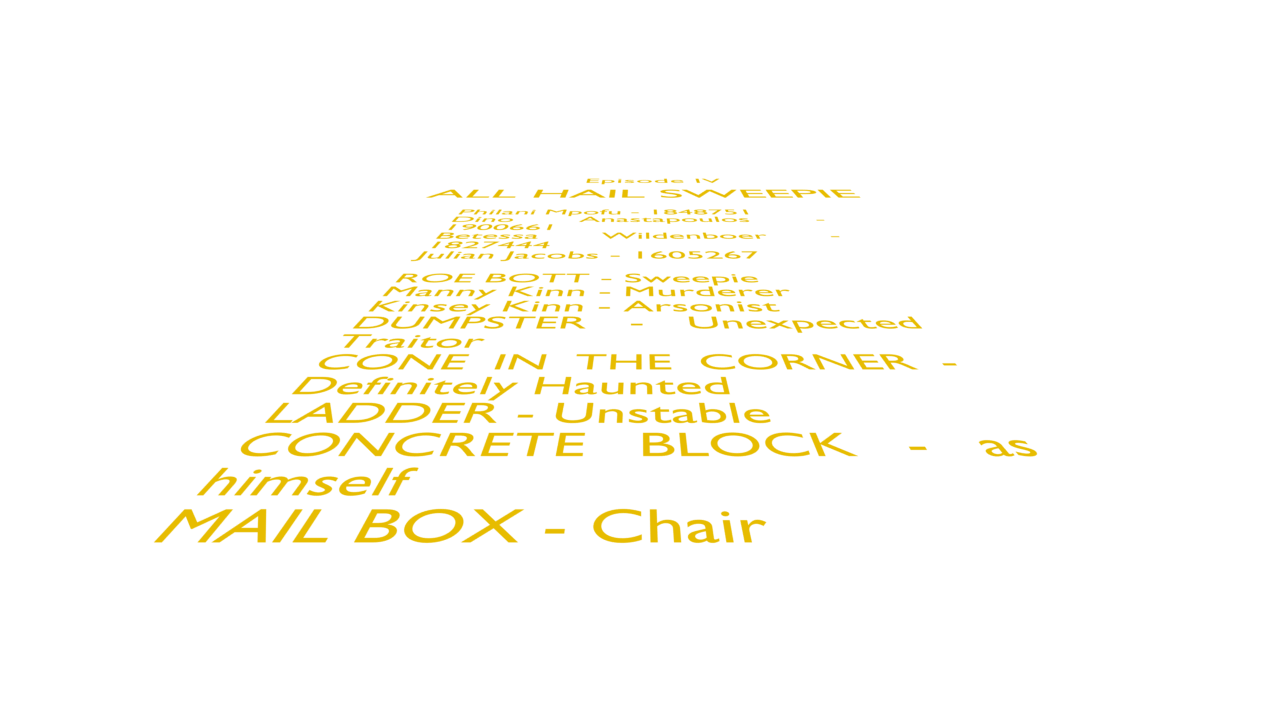 Episode IV
ALL HAIL SWEEPIE
Philani Mpofu - 1848751
Dino Anastapoulos -
1900661
Betessa Wildenboer -
1827444
Julian Jacobs - 1605267
ROE BOTT - Sweepie
Manny Kinn - Murderer
Kinsey Kinn - Arsonist
DUMPSTER - Unexpected
Traitor
CONE IN THE CORNER -
Definitely Haunted
LADDER - Unstable
CONCRETE BLOCK - as
himself
MAIL BOX - Chair